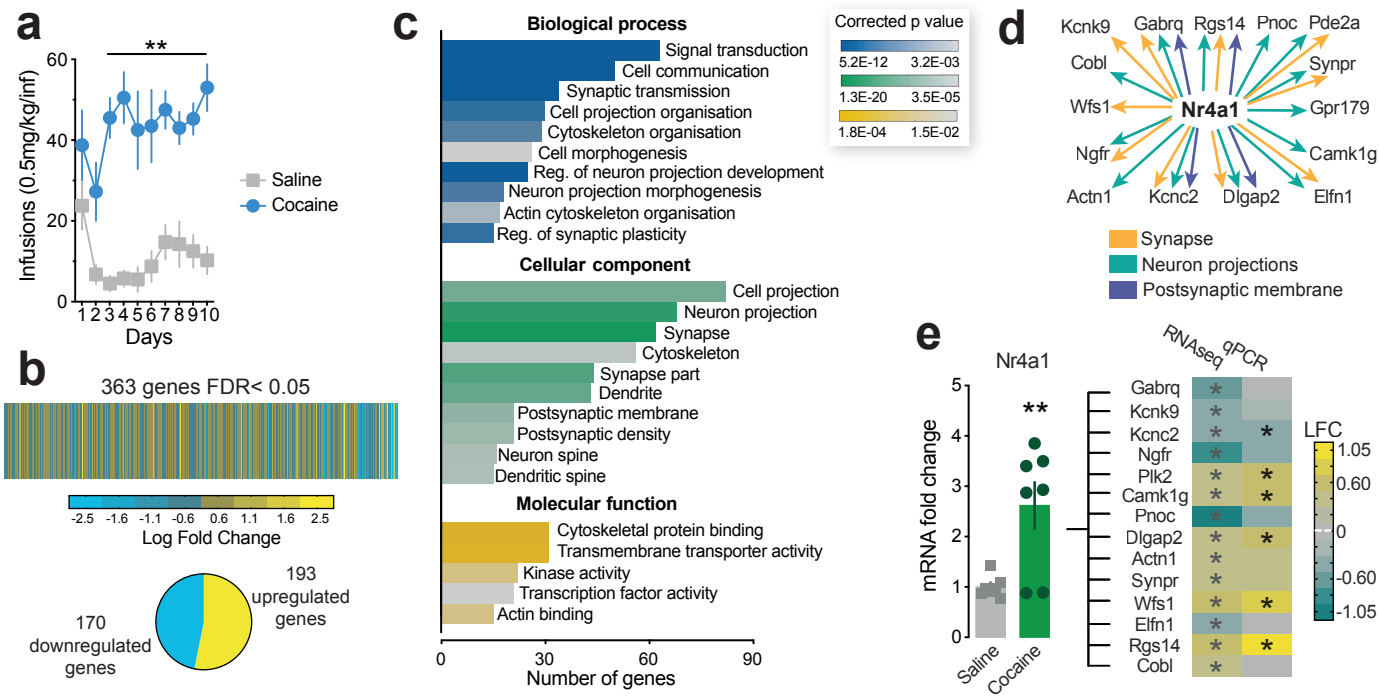 a
**
60
40
20
0
Infusions (0.5mg/kg/inf)
1 2 3 4 5 6 7 8 9 10
Days
Saline
Cocaine
b
363 genes FDR< 0.05
-2.5 -1.6 -1.1 -0.6 0.6 1.1 1.6 2.5
Log Fold Change
193
upregulated
genes
170
downregulated
genes
c
Biological process
Signal transduction
Cell communication
Synaptic transmission
Cell projection organisation
Cytoskeleton organisation
Cell morphogenesis
Reg. of neuron projection development
Neuron projection morphogenesis
Actin cytoskeleton organisation
Reg. of synaptic plasticity
Cellular component
Cell projection
Neuron projection
Synapse
Cytoskeleton
Synapse part
Dendrite
Postsynaptic membrane
Postsynaptic density
Neuron spine
Dendritic spine
Molecular function
Cytoskeletal protein binding
Transmembrane transporter activity
Kinase activity
Transcription factor activity
Actin binding
0 30 60 90
Number of genes
Corrected p value
5.2E-12 3.2E-03
1.3E-20 3.5E-05
1.8E-04 1.5E-02
d
Kcnk9 Gabrq Rgs14 Pnoc Pde2a
Cobl Synpr
Wfs1 Nr4a1 Gpr179
Ngfr Camk1g
Actn1 Kcnc2 Dlgap2 Elfn1
Synapse
Neuron projections
Postsynaptic membrane
e
Nr4a1
**
5
4
3
2
1
0
mRNA fold change
Saline
Cocaine
RNAseq
qPCR
Gabrq *
Kcnk9 *
Kcnc2 * *
Ngfr *
Plk2 * *
Camk1g * *
Pnoc *
Dlgap2 * *
Actn1 *
Synpr *
Wfs1 * *
Elfn1 *
Rgs14 * *
Cobl *
LFC
1.05
0.60
0
-0.60
-1.05